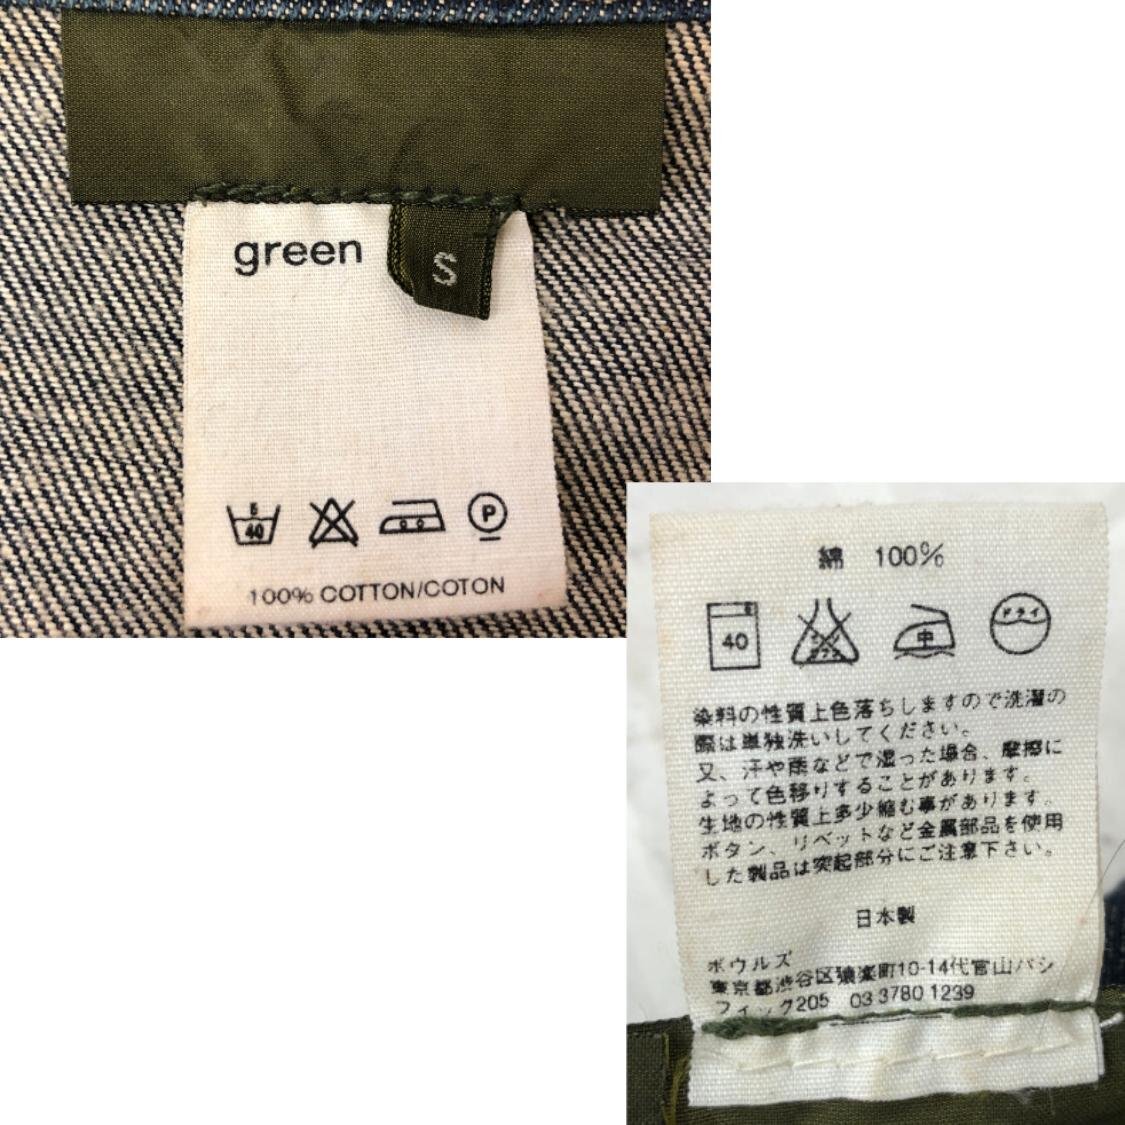 green
S
40
P
100% COTTON/COTON
綿 100%
40 中 ドライ
染料の性質上色落ちしますので洗濯の
際は単独洗いしてください。
又、汗や雨などで湿った場合、摩擦に
よって色移りすることがあります。
生地の性質上多少縮む事があります。
ボタン、リベットなど金属部品を使用
した製品は突起部分にご注意下さい。
日本製
ボウルズ
東京都渋谷区猿楽町10-14代官山パシ
フィック205 03 3780 1239